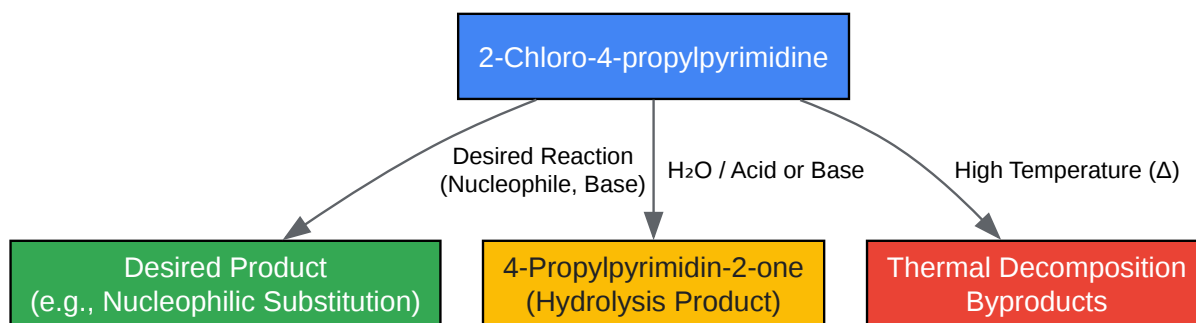 2-Chloro-4-propylpyrimidine
Desired Reaction
(Nucleophile, Base)
H₂O / Acid or Base
High Temperature (Δ)
Desired Product
(e.g., Nucleophilic Substitution)
4-Propylpyrimidin-2-one
(Hydrolysis Product)
Thermal Decomposition
Byproducts